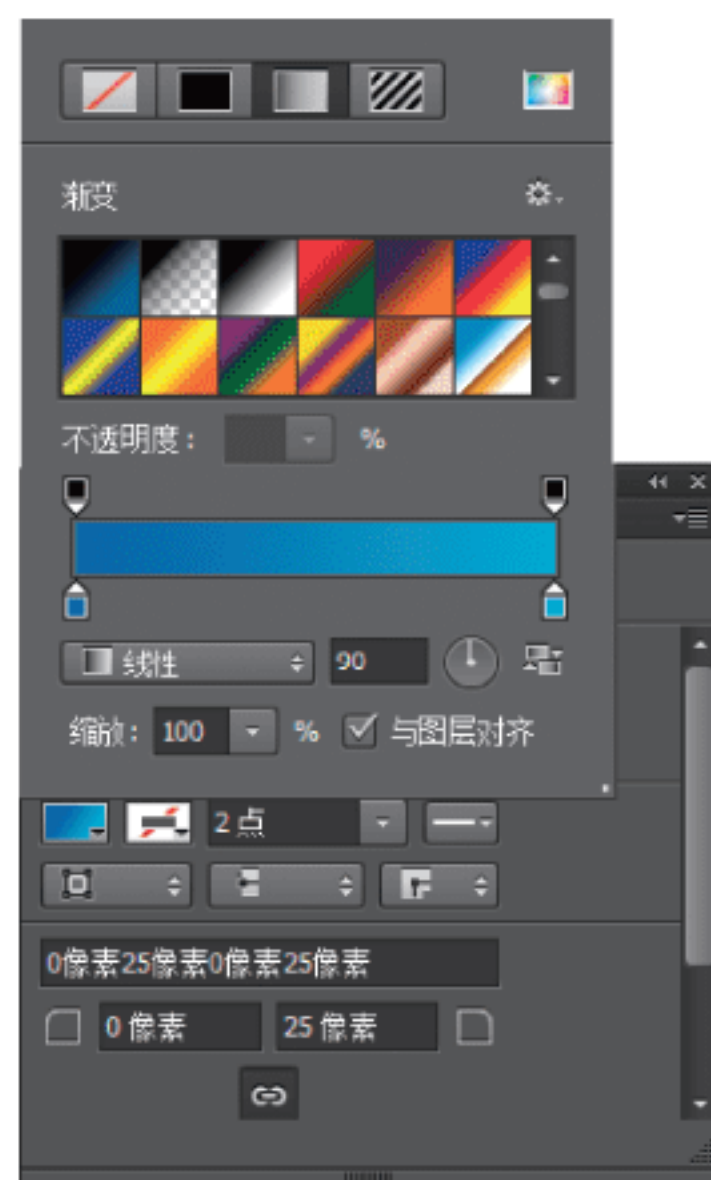 渐变
不透明度： %
线性 90
缩放： 100 % 与图层对齐
2 点
0像素25像素0像素25像素
0 像素 25 像素